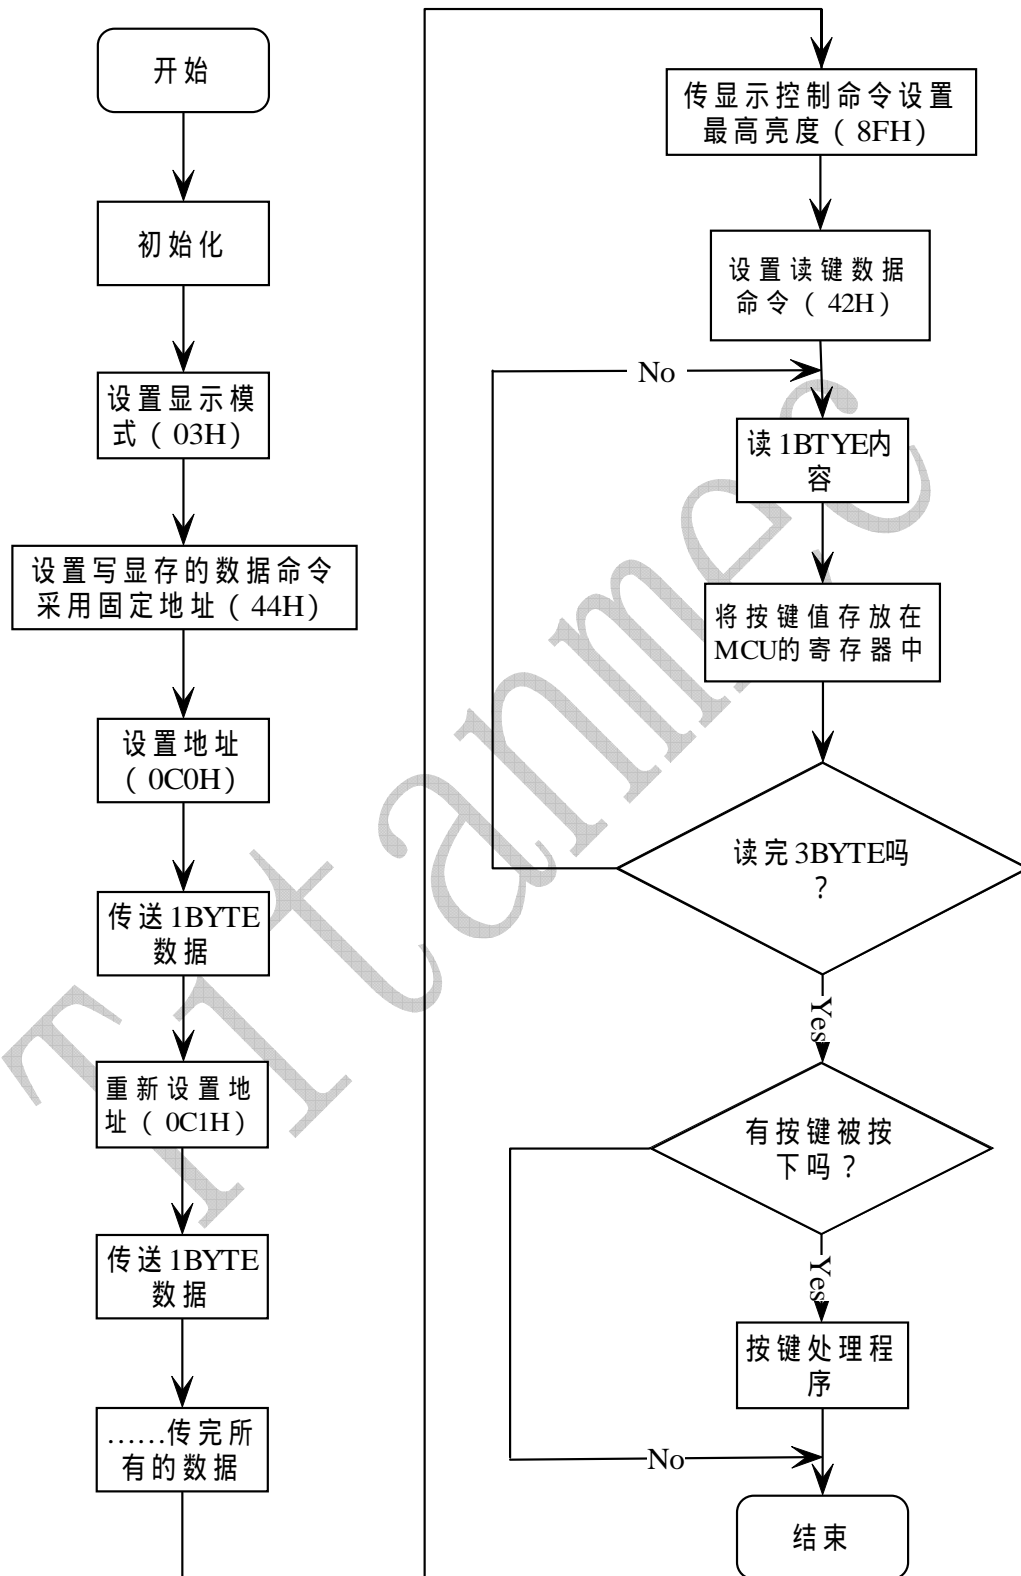 开始
初始化
设置显示模
式（03H）
设置写显存的数据命令
采用固定地址（44H）
设置地址
（0C0H）
传送1BYTE
数据
重新设置地
址（0C1H）
传送1BYTE
数据
……传完所
有的数据
传显示控制命令设置
最高亮度（8FH）
设置读键数据
命令（42H）
No
读1BTYE内
容
将按键值存放在
MCU的寄存器中
读完3BYTE吗
？
Yes
有按键被按
下吗？
Yes
按键处理程
序
No
结束
Titanmec